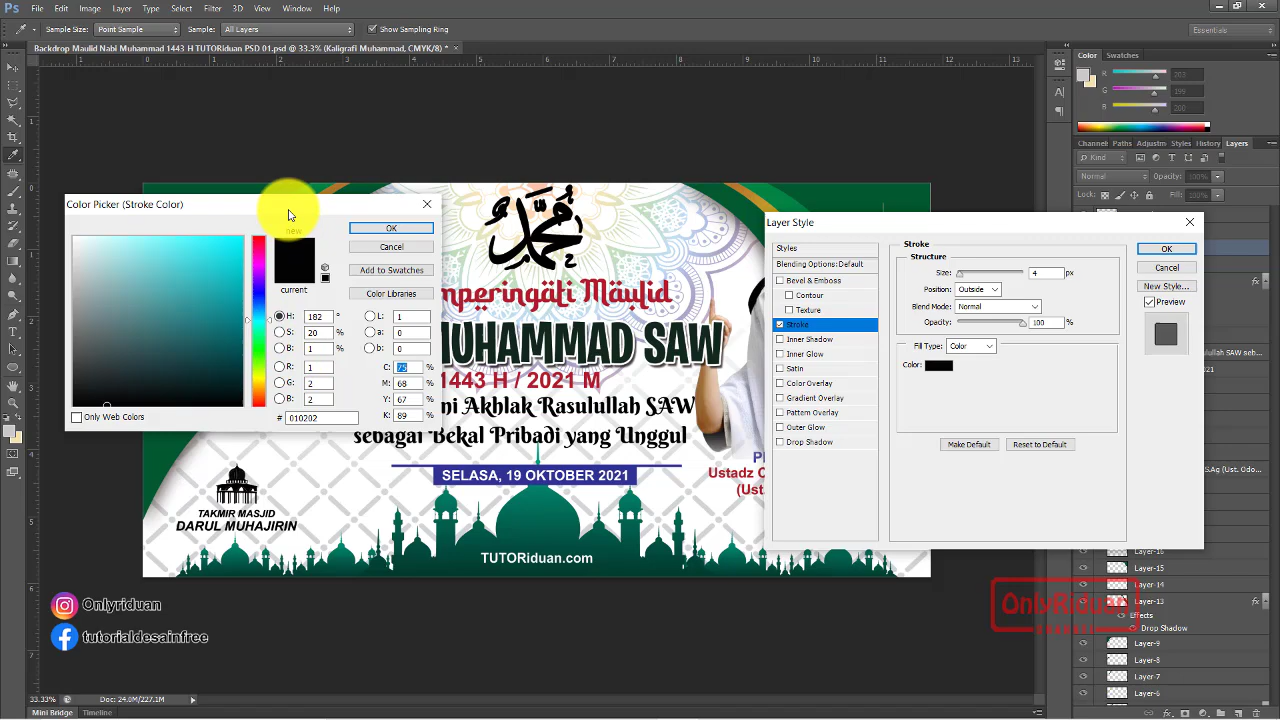 Ps File Edit Image Layer Type Select Filter 3D View Window Help
Sample Size: Point Sample Sample: All Layers Show Sampling Ring Essentials
Backdrop Maulid Nabi Muhammad 1443 H TUTORiduan PSD 01.psd @ 33.3% (Kaligrafi Muhammad, CMYK/8) * ×
Color Swatches
R 203
G 199
B 200
Channel Paths Adjustm Styles History Layers
Kind
Normal Opacity: 100%
Lock: Fill: 100%
Color Picker (Stroke Color)
new
current
OK
Cancel
Add to Swatches
Color Libraries
H: 182 °
S: 20 %
B: 1 %
R: 1
G: 2
B: 2
L: 1
a: 0
b: 0
C: 75 %
M: 68 %
Y: 67 %
K: 89 %
# 010202
Only Web Colors
Layer Style
Styles
Blending Options: Default
Bevel & Emboss
Contour
Texture
Stroke
Inner Shadow
Inner Glow
Satin
Color Overlay
Gradient Overlay
Pattern Overlay
Outer Glow
Drop Shadow
Stroke
Structure
Size: 4 px
Position: Outside
Blend Mode: Normal
Opacity: 100 %
Fill Type: Color
Color:
Make Default Reset to Default
OK
Cancel
New Style...
Preview
محمد
mperingati Maulid
MUHAMMAD SAW
1443 H / 2021 M
ni Akhlak Rasulullah SAW
sebagai Bekal Pribadi yang Unggul
SELASA, 19 OKTOBER 2021
Ustadz
(Ust.
TAKMIR MASJID
DARUL MUHAJIRIN
TUTORiduan.com
Onlyriduan
tutorialdesainfree
OnlyRiduan
S.Ag (Ust. Odo...
Layer-16
Layer-15
Layer-14
Layer-13
Effects
Drop Shadow
Layer-9
Layer-8
Layer-7
Layer-6
33.33% Doc: 24.0M/227.1M
Mini Bridge Timeline